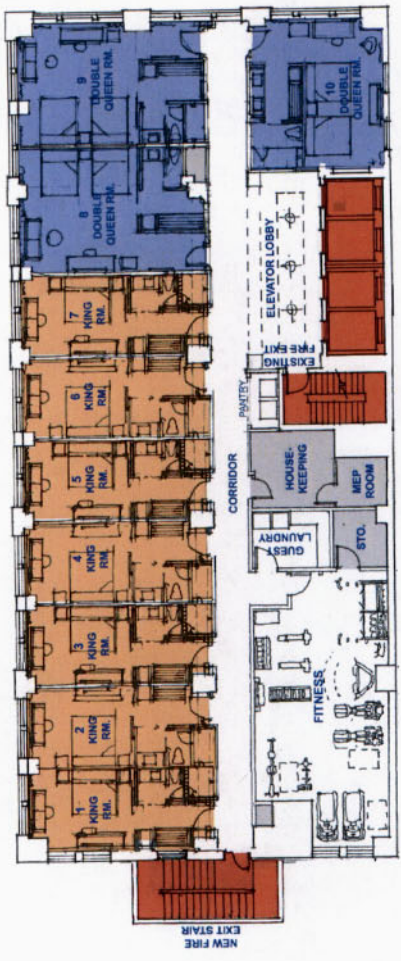 1
KING
RM.
2
KING
RM.
3
KING
RM.
4
KING
RM.
5
KING
RM.
6
KING
RM.
7
KING
RM.
8
DOUBLE
QUEEN RM.
9
DOUBLE
QUEEN RM.
10
DOUBLE
QUEEN RM.
CORRIDOR
NEW FIRE
EXIT STAIR
FITNESS
GUEST
LAUNDRY
STO.
HOUSE-
KEEPING
MEP
ROOM
PANTRY
EXISTING
FIRE EXIT
ELEVATOR LOBBY